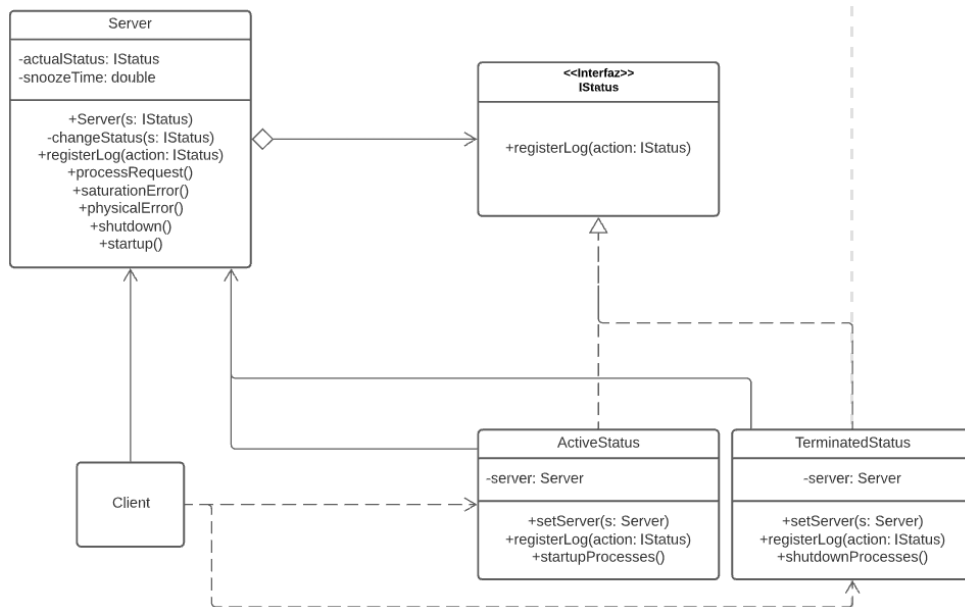 Server
-actualStatus: IStatus
-snoozeTime: double
+Server(s: IStatus)
-changeStatus(s: IStatus)
+registerLog(action: IStatus)
+processRequest()
+saturationError()
+physicalError()
+shutdown()
+startup()
<<Interfaz>>
IStatus
+registerLog(action: IStatus)
Client
ActiveStatus
-server: Server
+setServer(s: Server)
+registerLog(action: IStatus)
+startupProcesses()
TerminatedStatus
-server: Server
+setServer(s: Server)
+registerLog(action: IStatus)
+shutdownProcesses()